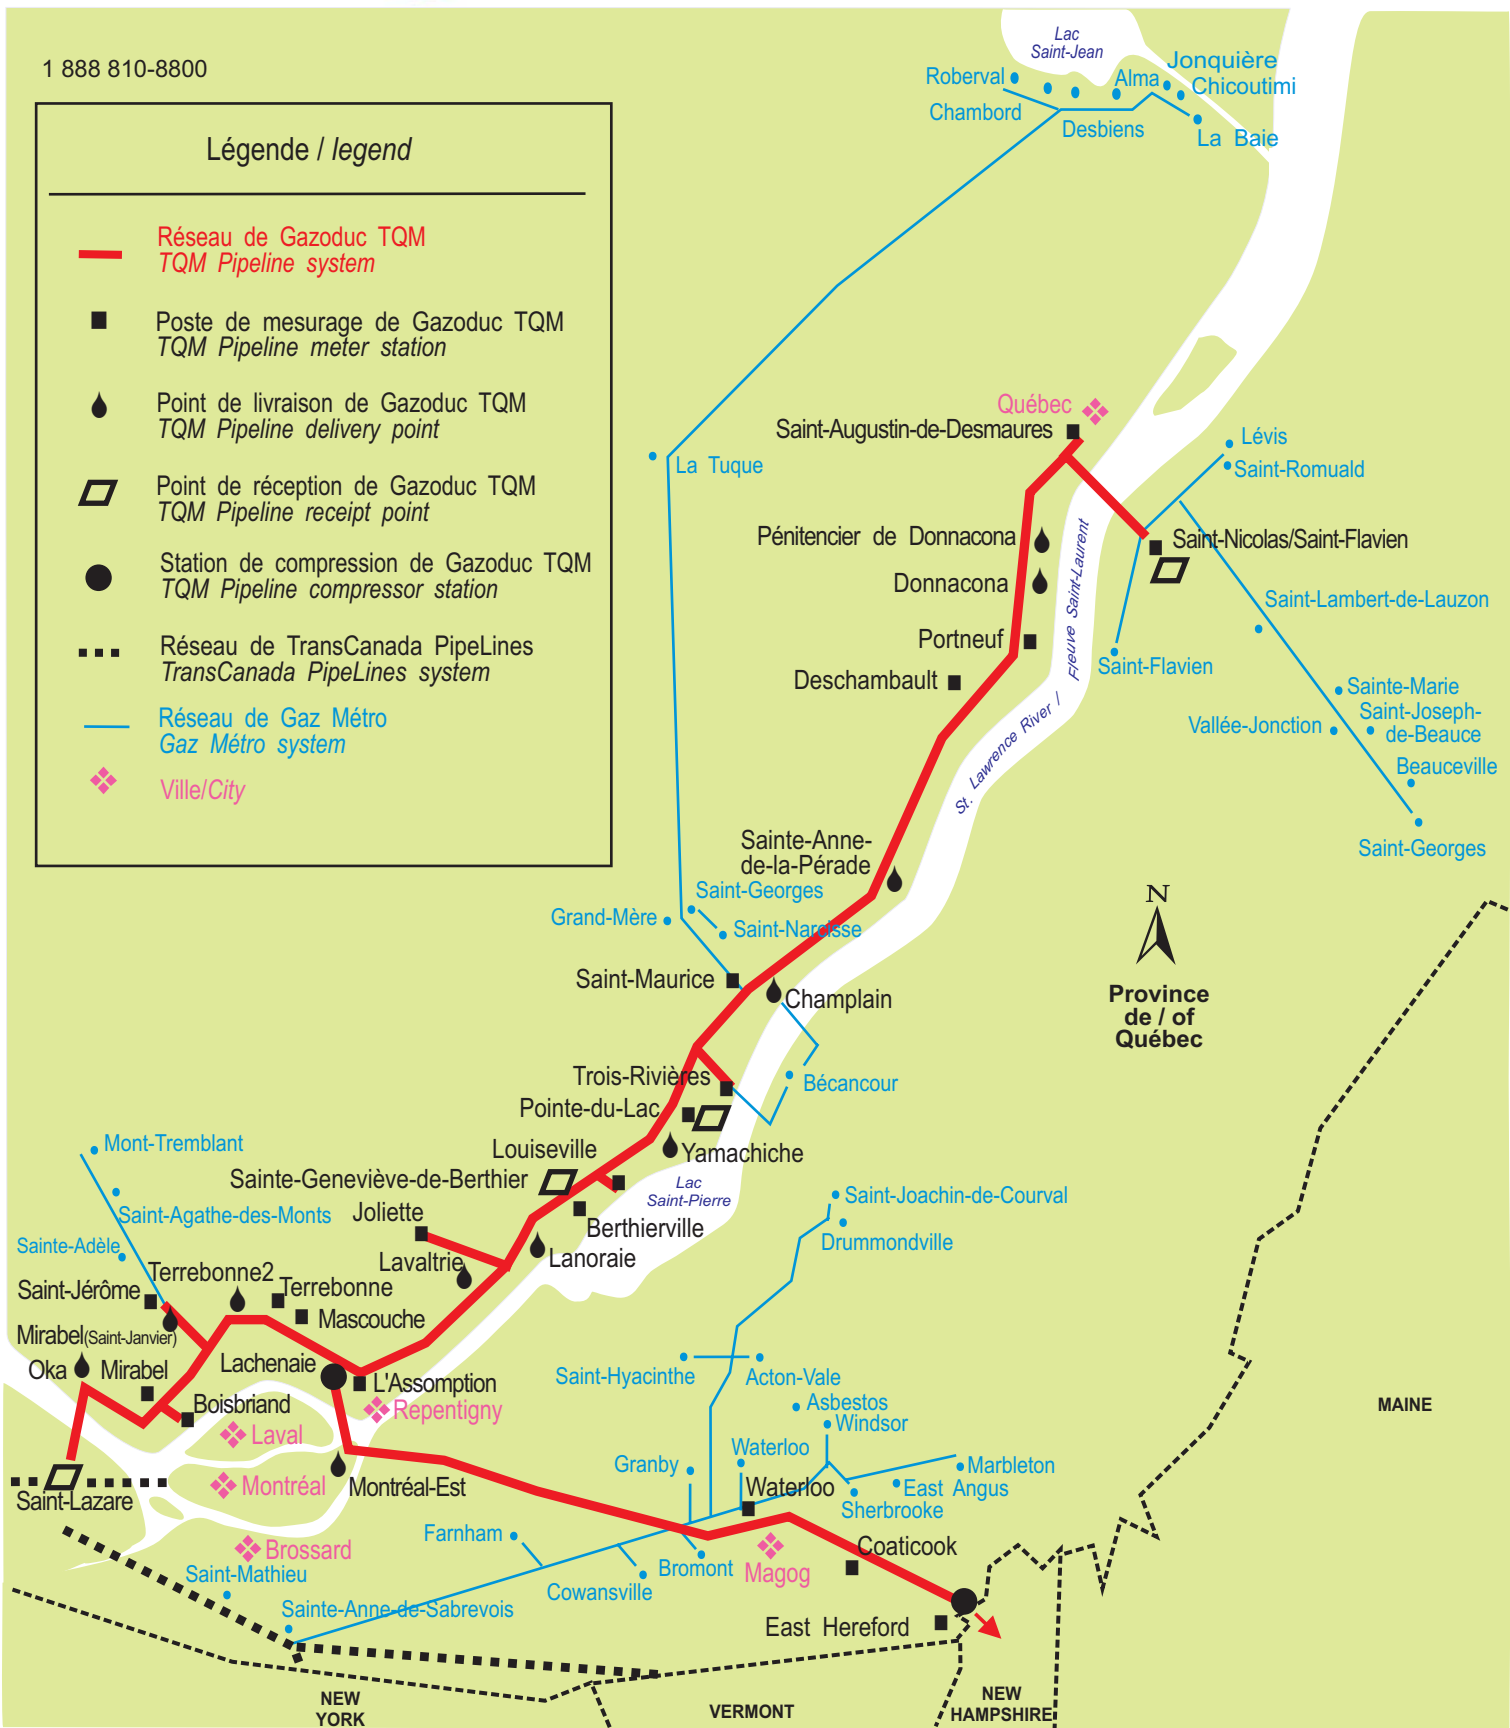 1 888 810-8800
Légende / legend
Réseau de Gazoduc TQM
TQM Pipeline system
Poste de mesurage de Gazoduc TQM
TQM Pipeline meter station
Point de livraison de Gazoduc TQM
TQM Pipeline delivery point
Point de réception de Gazoduc TQM
TQM Pipeline receipt point
Station de compression de Gazoduc TQM
TQM Pipeline compressor station
Réseau de TransCanada PipeLines
TransCanada PipeLines system
Réseau de Gaz Métro
Gaz Métro system
Ville/City
Lac
Saint-Jean
Roberval
Chambord
Desbiens
Alma
Jonquière
Chicoutimi
La Baie
La Tuque
Québec
Saint-Augustin-de-Desmaures
Lévis
Saint-Romuald
Pénitencier de Donnacona
Saint-Nicolas/Saint-Flavien
Donnacona
Saint-Lambert-de-Lauzon
Portneuf
Saint-Flavien
Deschambault
Sainte-Marie
Saint-Joseph-
de-Beauce
Vallée-Jonction
Beauceville
Saint-Georges
St. Lawrence River / Fleuve Saint-Laurent
Sainte-Anne-
de-la-Pérade
Saint-Georges
Grand-Mère
Saint-Narcisse
Saint-Maurice
Champlain
N
Province
de / of
Québec
Trois-Rivières
Bécancour
Pointe-du-Lac
Yamachiche
Louiseville
Sainte-Geneviève-de-Berthier
Lac
Saint-Pierre
Berthierville
Joliette
Lanoraie
Lavaltrie
Mont-Tremblant
Saint-Agathe-des-Monts
Sainte-Adèle
Saint-Jérôme
Terrebonne2
Terrebonne
Mascouche
Mirabel(Saint-Janvier)
Oka
Mirabel
Lachenaie
L'Assomption
Boisbriand
Repentigny
Laval
Montréal
Montréal-Est
Saint-Lazare
Brossard
Saint-Mathieu
Sainte-Anne-de-Sabrevois
Saint-Joachin-de-Courval
Drummondville
Saint-Hyacinthe
Acton-Vale
Asbestos
Windsor
Waterloo
Granby
Marbleton
East Angus
Sherbrooke
Waterloo
Farnham
Cowansville
Bromont
Magog
Coaticook
East Hereford
MAINE
NEW
YORK
VERMONT
NEW
HAMPSHIRE